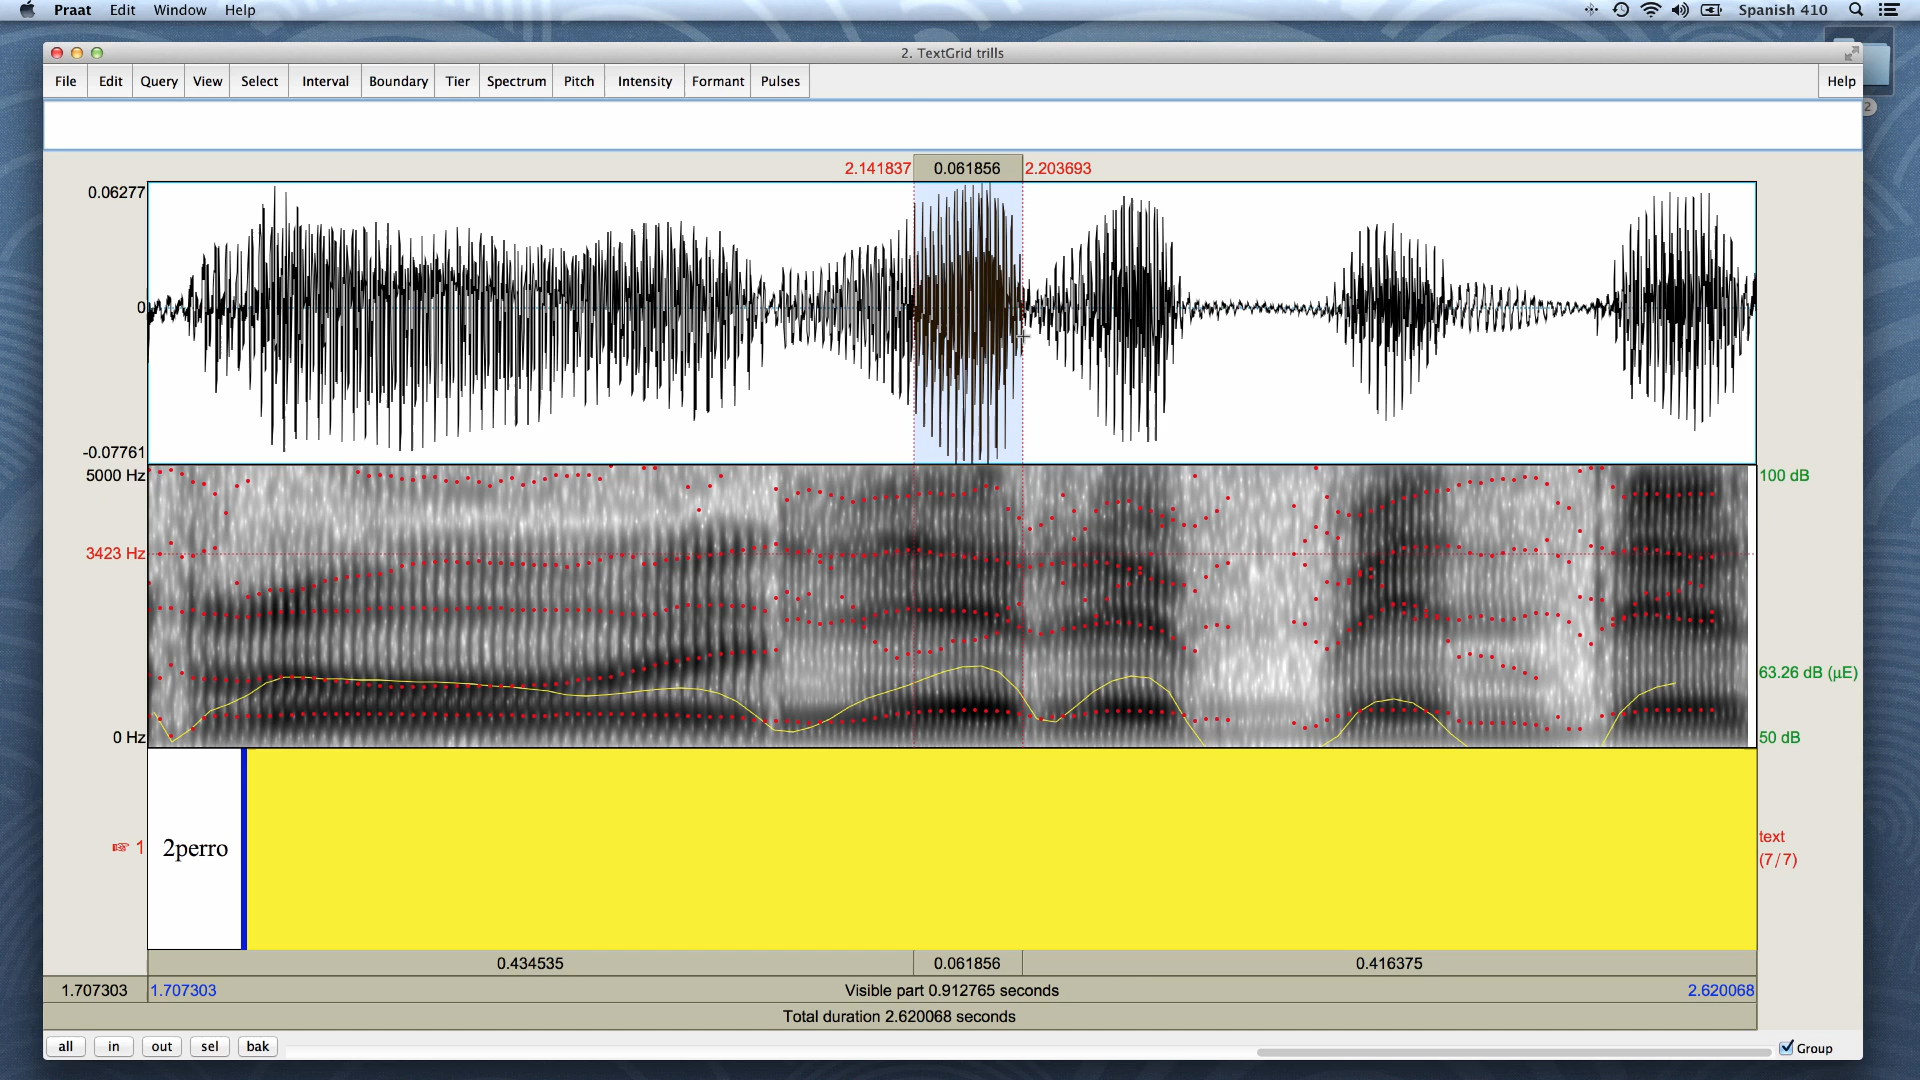 Praat Edit Window Help Spanish 410
2. TextGrid trills
File Edit Query View Select Interval Boundary Tier Spectrum Pitch Intensity Formant Pulses Help
2
2.141837 0.061856 2.203693
0.06277
0
-0.07761
5000 Hz 100 dB
3423 Hz
63.26 dB (µE)
0 Hz 50 dB
☞ 1 2perro text
(7/7)
0.434535 0.061856 0.416375
1.707303 1.707303 Visible part 0.912765 seconds 2.620068
Total duration 2.620068 seconds
all in out sel bak Group